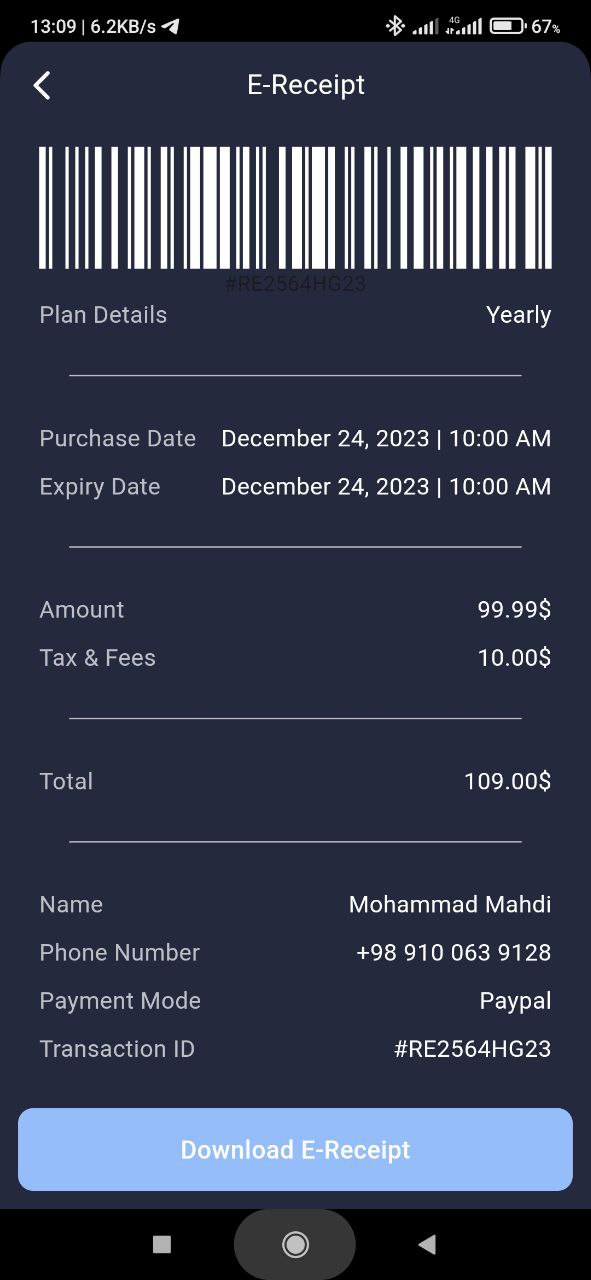 13:09 | 6.2KB/s
4G
67%
E-Receipt
#RE2564HG23
Plan Details Yearly
Purchase Date December 24, 2023 | 10:00 AM
Expiry Date December 24, 2023 | 10:00 AM
Amount 99.99$
Tax & Fees 10.00$
Total 109.00$
Name Mohammad Mahdi
Phone Number +98 910 063 9128
Payment Mode Paypal
Transaction ID #RE2564HG23
Download E-Receipt